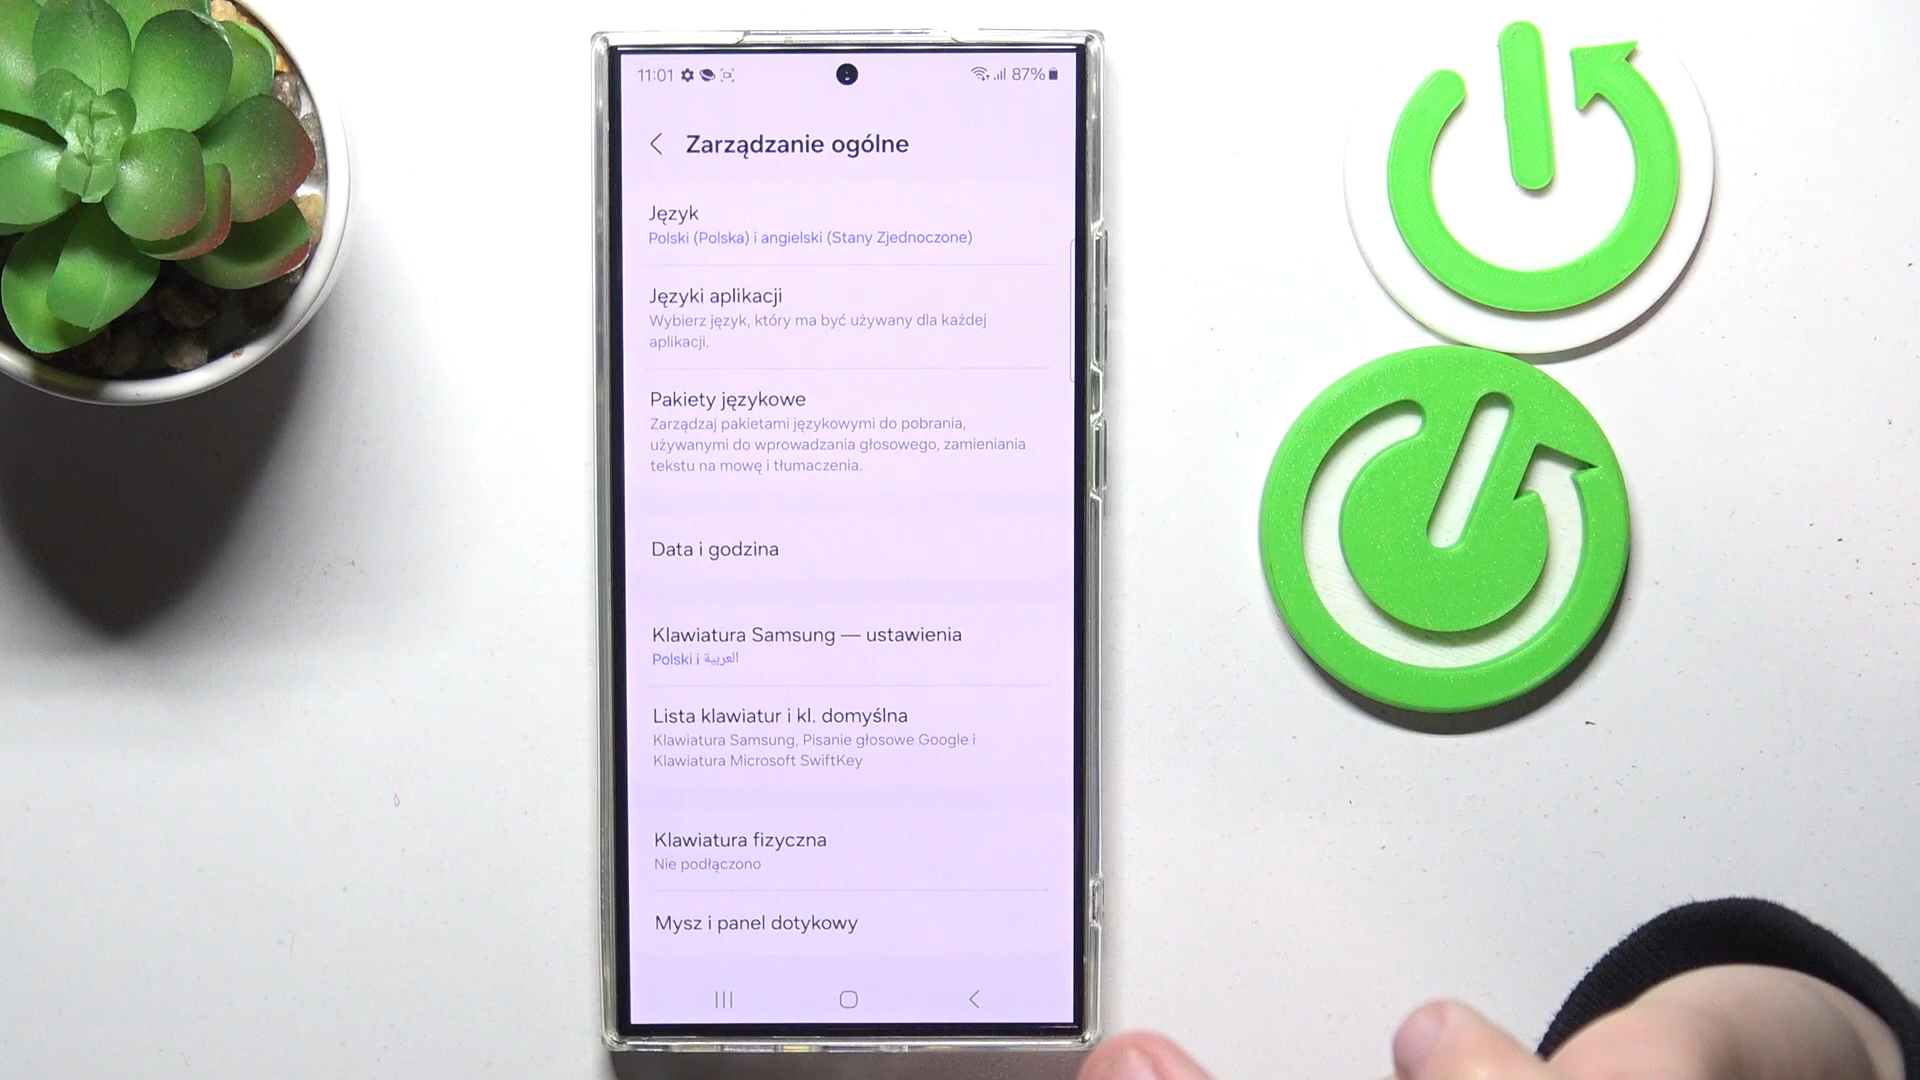 11:01 87%
Zarządzanie ogólne
Język
Polski (Polska) i angielski (Stany Zjednoczone)
Języki aplikacji
Wybierz język, który ma być używany dla każdej
aplikacji.
Pakiety językowe
Zarządzaj pakietami językowymi do pobrania,
używanymi do wprowadzania głosowego, zamieniania
tekstu na mowę i tłumaczenia.
Data i godzina
Klawiatura Samsung — ustawienia
Polski i العربية
Lista klawiatur i kl. domyślna
Klawiatura Samsung, Pisanie głosowe Google i
Klawiatura Microsoft SwiftKey
Klawiatura fizyczna
Nie podłączono
Mysz i panel dotykowy